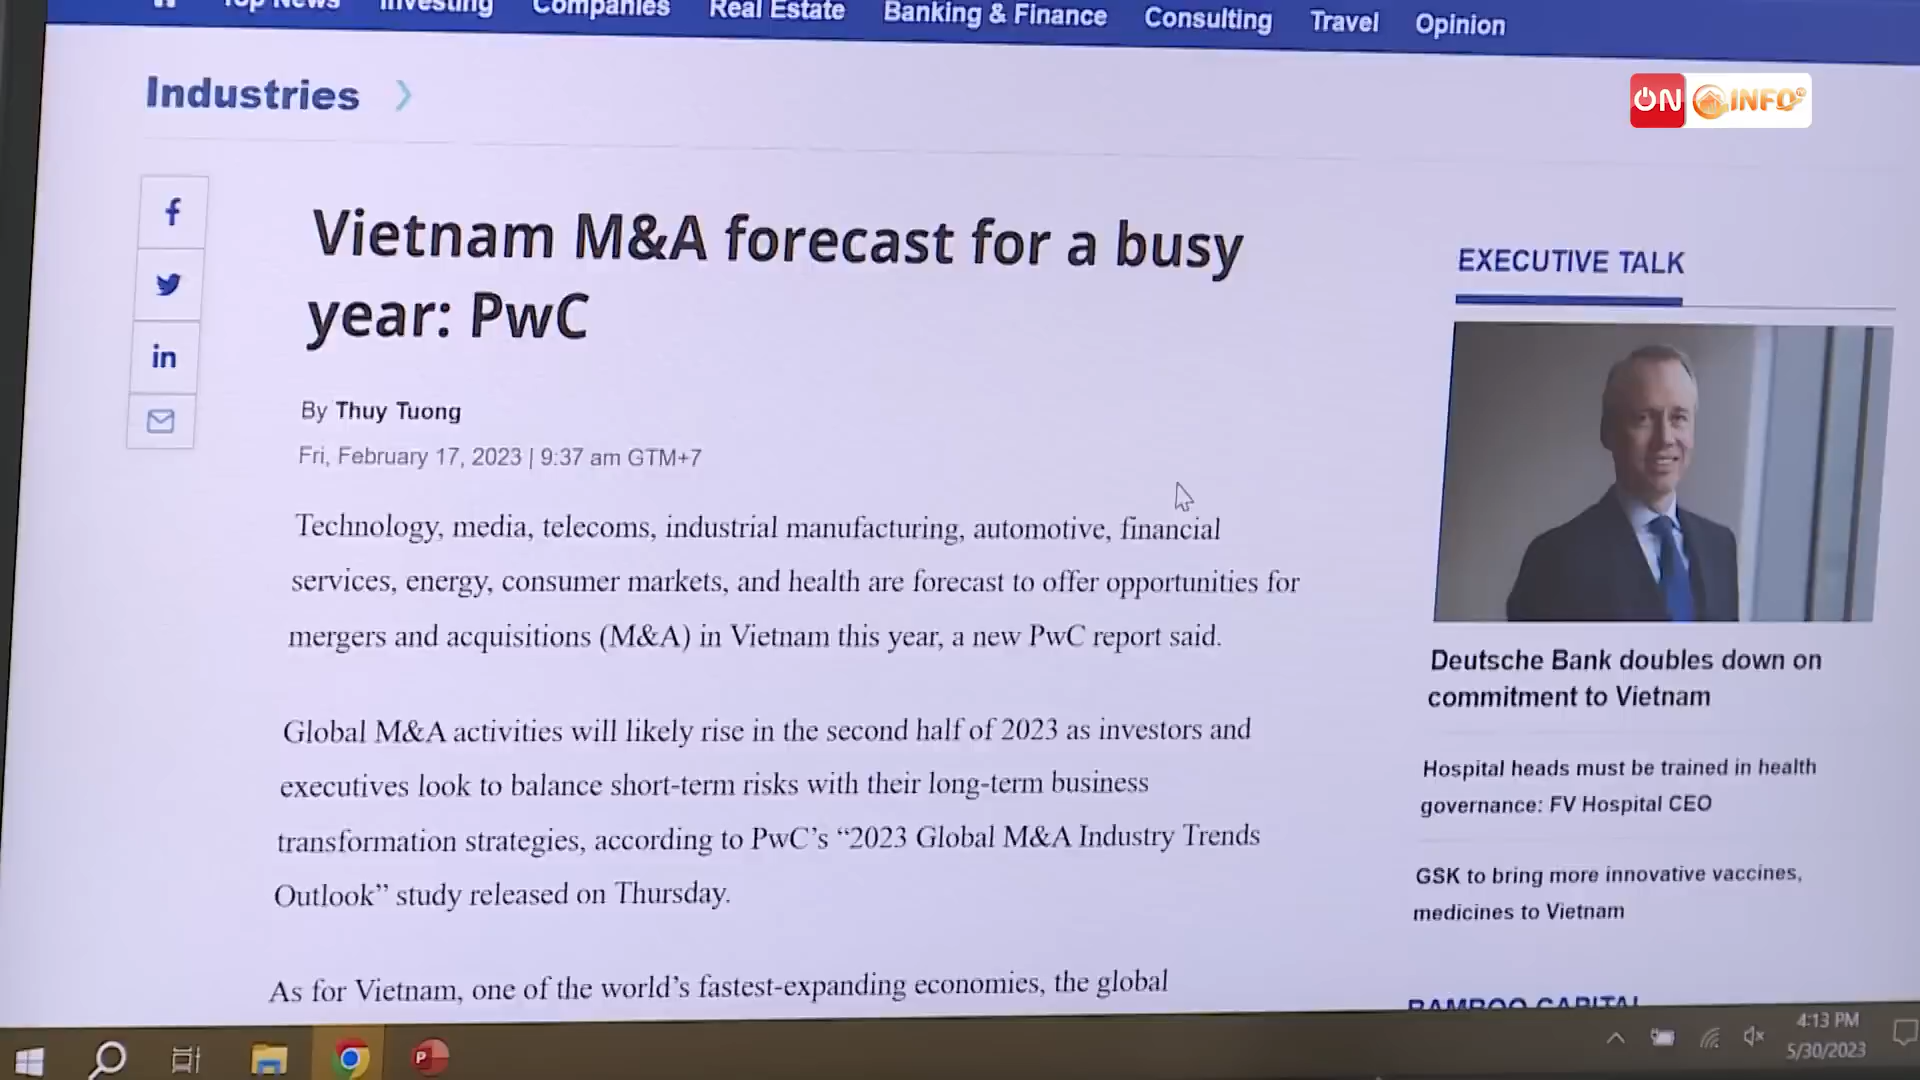 Top News Investing Companies Real Estate Banking & Finance Consulting Travel Opinion
Industries
ON INFO
Vietnam M&A forecast for a busy
year: PwC
By Thuy Tuong
Fri, February 17, 2023 | 9:37 am GTM+7
Technology, media, telecoms, industrial manufacturing, automotive, financial
services, energy, consumer markets, and health are forecast to offer opportunities for
mergers and acquisitions (M&A) in Vietnam this year, a new PwC report said.
Global M&A activities will likely rise in the second half of 2023 as investors and
executives look to balance short-term risks with their long-term business
transformation strategies, according to PwC’s “2023 Global M&A Industry Trends
Outlook” study released on Thursday.
As for Vietnam, one of the world’s fastest-expanding economies, the global
EXECUTIVE TALK
Deutsche Bank doubles down on
commitment to Vietnam
Hospital heads must be trained in health
governance: FV Hospital CEO
GSK to bring more innovative vaccines,
medicines to Vietnam
BAMBOO CAPITAL
4:13 PM
5/30/2023